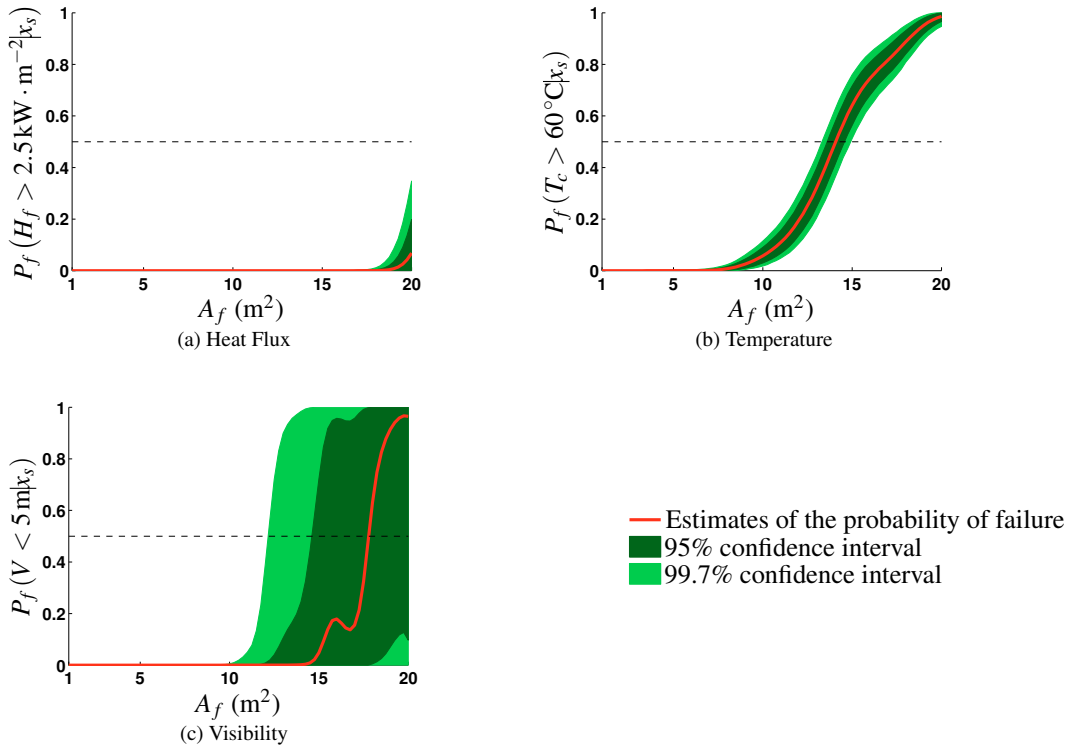 1
0.8
0.6
0.4
0.2
0
1 5 10 15 20
P_f (H_f > 2.5 kW · m⁻²|x_s)
A_f (m²)
(a) Heat Flux
1
0.8
0.6
0.4
0.2
0
1 5 10 15 20
P_f (T_c > 60 °C|x_s)
A_f (m²)
(b) Temperature
1
0.8
0.6
0.4
0.2
0
1 5 10 15 20
P_f (V < 5 m|x_s)
A_f (m²)
(c) Visibility
Estimates of the probability of failure
95% confidence interval
99.7% confidence interval